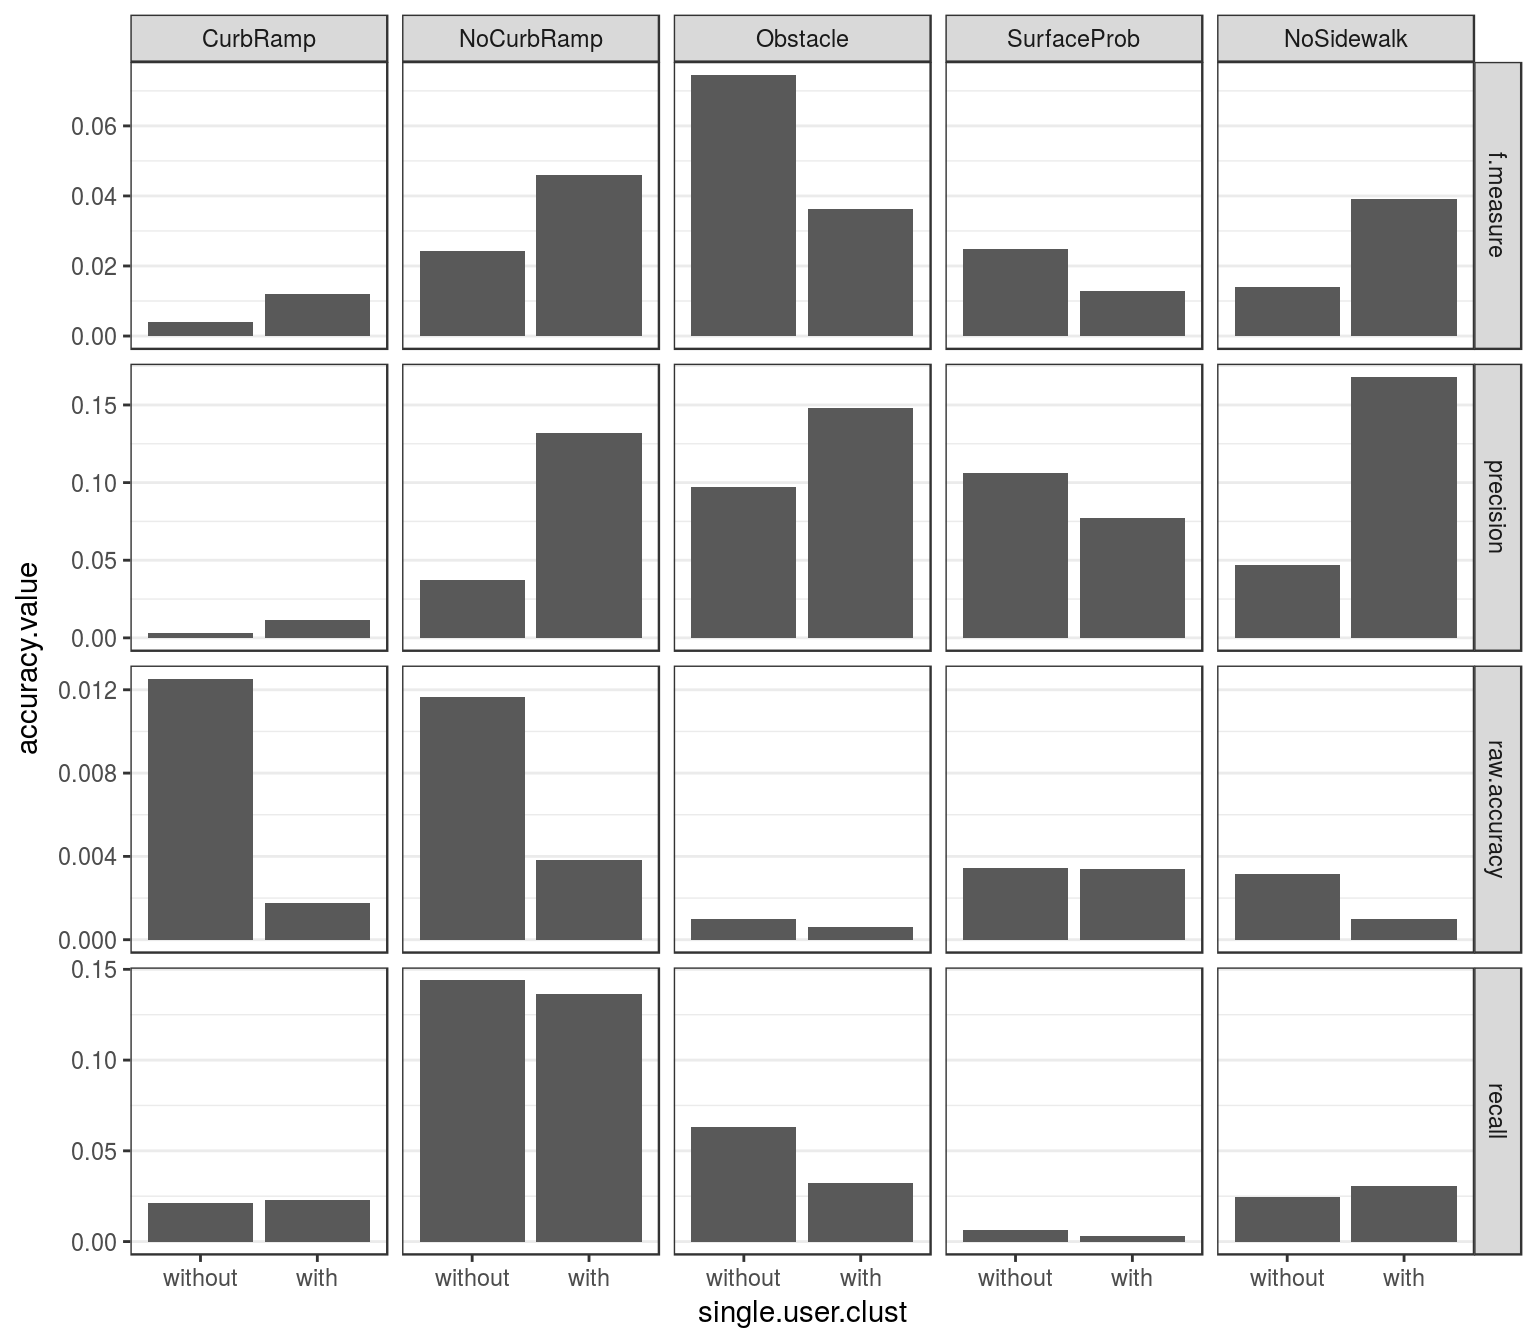 CurbRamp NoCurbRamp Obstacle SurfaceProb NoSidewalk
0.06
0.04
0.02
0.00
f.measure
0.15
0.10
0.05
0.00
precision
0.012
0.008
0.004
0.000
raw.accuracy
0.15
0.10
0.05
0.00
recall
accuracy.value
without with without with without with without with without with
single.user.clust